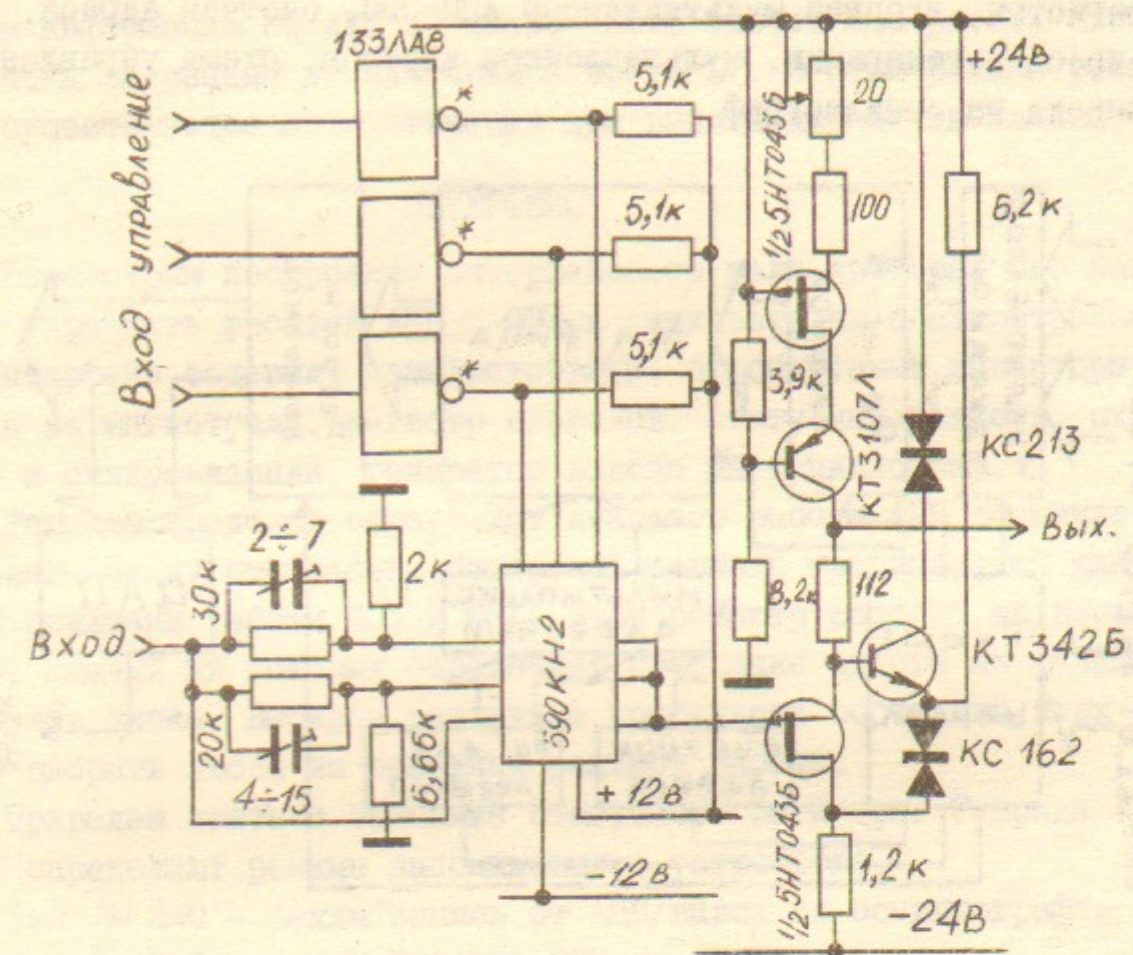 133ЛА8
*
5,1к
+24В
20
Вход управление
*
5,1к
½ 5НТ043Б
100
6,2к
*
5,1к
3,9к
КТ3107Л
КС213
Вых.
2÷7
30к
2к
8,2к
112
Вход
КТ342Б
590КН2
20к
4÷15
6,66к
КС 162
+12В
½ 5НТ043Б
1,2к
-12В
-24В